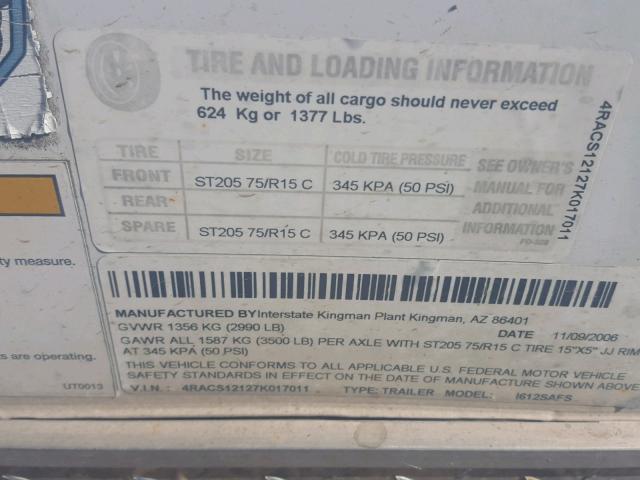 TIRE AND LOADING INFORMATION
The weight of all cargo should never exceed
624 Kg or 1377 Lbs.
TIRE SIZE COLD TIRE PRESSURE SEE OWNER'S
FRONT ST205 75/R15 C 345 KPA (50 PSI) MANUAL FOR
REAR ADDITIONAL
SPARE ST205 75/R15 C 345 KPA (50 PSI) INFORMATION
4RACS12127K017011
ty measure.
s are operating.
UT0013
MANUFACTURED BY Interstate Kingman Plant Kingman, AZ 86401
GVWR 1356 KG (2990 LB) DATE 11/09/2006
GAWR ALL 1587 KG (3500 LB) PER AXLE WITH ST205 75/R15 C TIRE 15"X5" JJ RIM
AT 345 KPA (50 PSI)
THIS VEHICLE CONFORMS TO ALL APPLICABLE U.S. FEDERAL MOTOR VEHICLE
SAFETY STANDARDS IN EFFECT ON THE DATE OF MANUFACTURE SHOWN ABOVE.
V.I.N.: 4RACS12127K017011 TYPE: TRAILER MODEL: I612SAFS